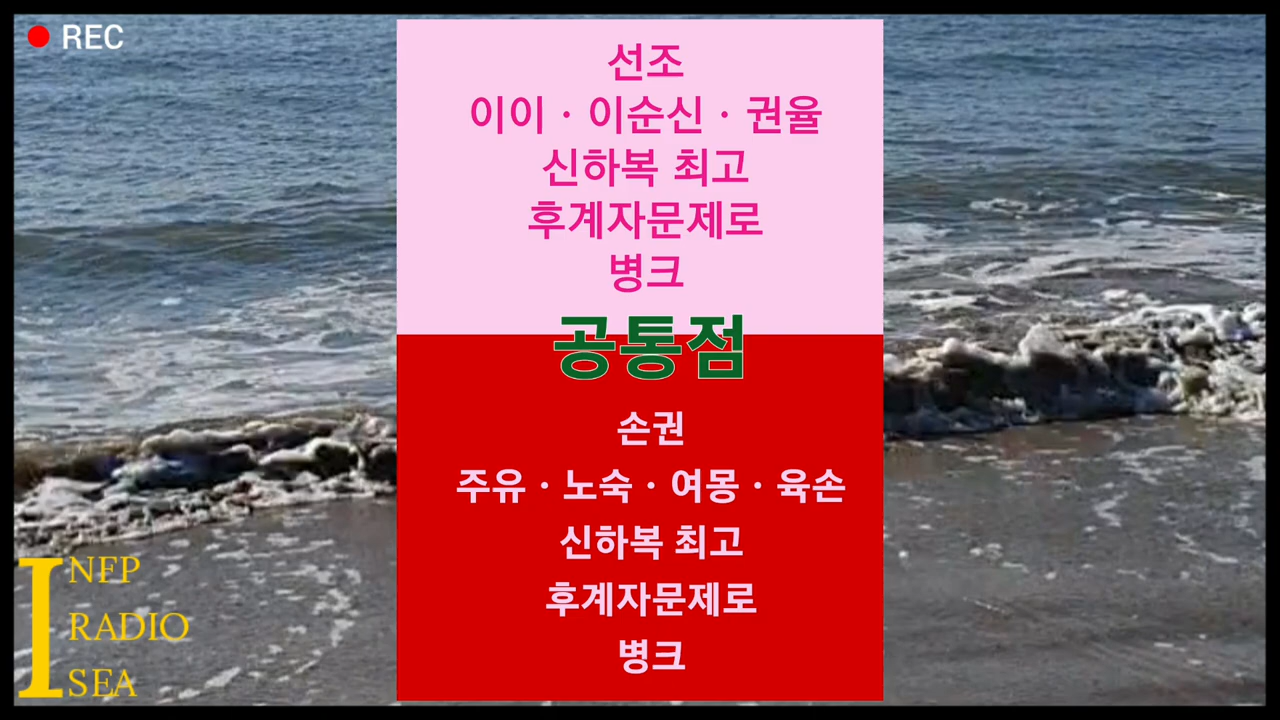 REC
선조
이이 · 이순신 · 권율
신하복 최고
후계자문제로
병크
공통점
손권
주유 · 노숙 · 여몽 · 육손
신하복 최고
후계자문제로
병크
INFP
RADIO
SEA